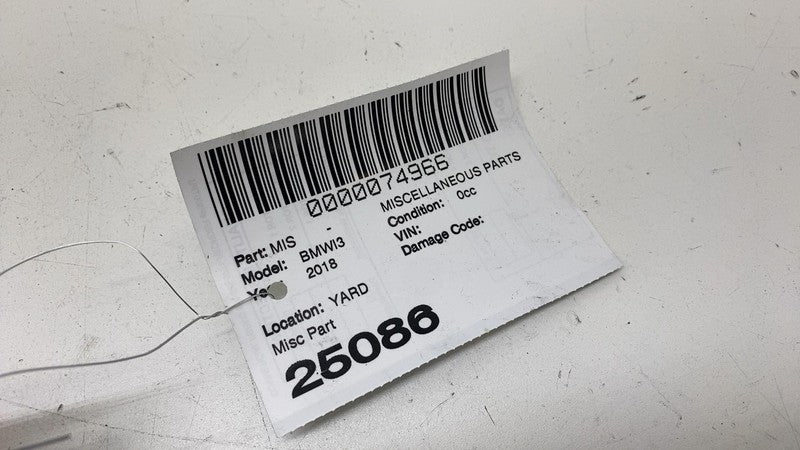 0000074966
Part: MIS - MISCELLANEOUS PARTS
Model: BMWI3 Condition: 0cc
2018 VIN:
Damage Code:
Location: YARD
Misc Part
25086